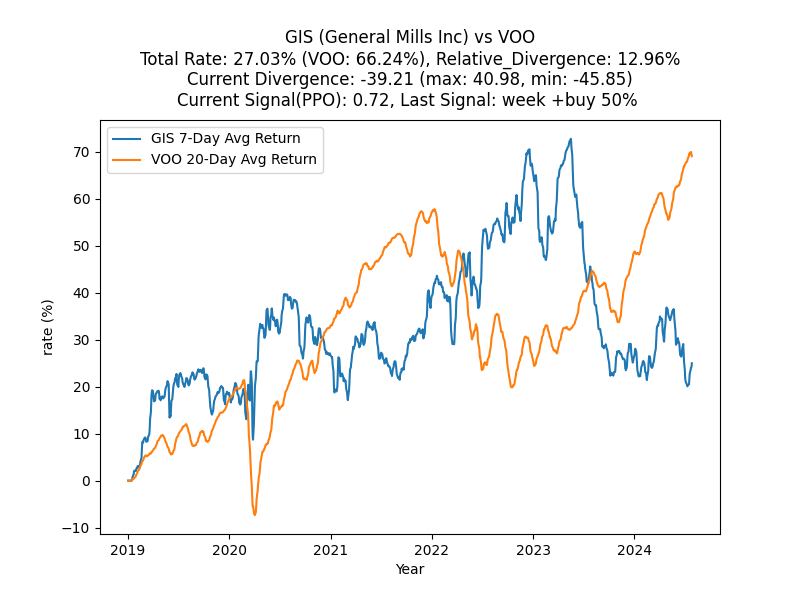 GIS (General Mills Inc) vs VOO
Total Rate: 27.03% (VOO: 66.24%), Relative_Divergence: 12.96%
Current Divergence: -39.21 (max: 40.98, min: -45.85)
Current Signal(PPO): 0.72, Last Signal: week +buy 50%
GIS 7-Day Avg Return
VOO 20-Day Avg Return
70
60
50
40
30
20
10
0
−10
rate (%)
2019 2020 2021 2022 2023 2024
Year